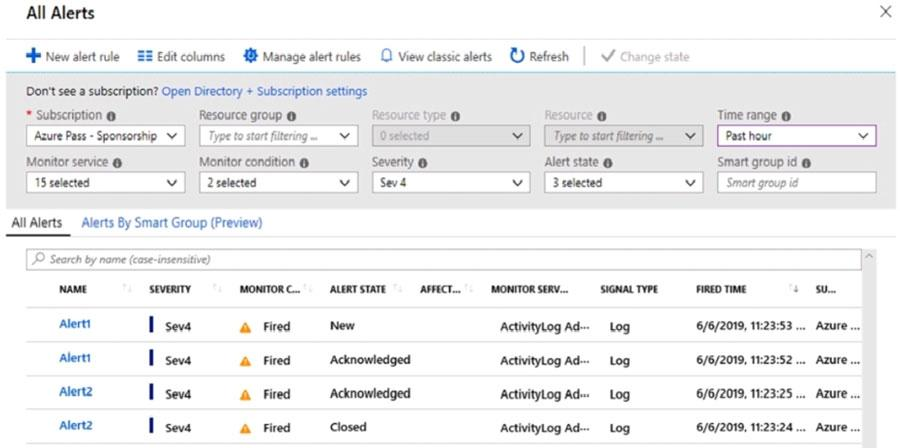 All Alerts
New alert rule Edit columns Manage alert rules View classic alerts Refresh Change state
Don't see a subscription? Open Directory + Subscription settings
* Subscription Resource group Resource type Resource Time range
Azure Pass - Sponsorship Type to start filtering ... 0 selected Type to start filtering ... Past hour
Monitor service Monitor condition Severity Alert state Smart group id
15 selected 2 selected Sev 4 3 selected Smart group id
All Alerts Alerts By Smart Group (Preview)
Search by name (case-insensitive)
NAME SEVERITY MONITOR C... ALERT STATE AFFECT... MONITOR SERV... SIGNAL TYPE FIRED TIME SU...
Alert1 Sev4 Fired New ActivityLog Ad... Log 6/6/2019, 11:23:53 ... Azure ...
Alert1 Sev4 Fired Acknowledged ActivityLog Ad... Log 6/6/2019, 11:23:52 ... Azure ...
Alert2 Sev4 Fired Acknowledged ActivityLog Ad... Log 6/6/2019, 11:23:25 ... Azure ...
Alert2 Sev4 Fired Closed ActivityLog Ad... Log 6/6/2019, 11:23:24 ... Azure ...